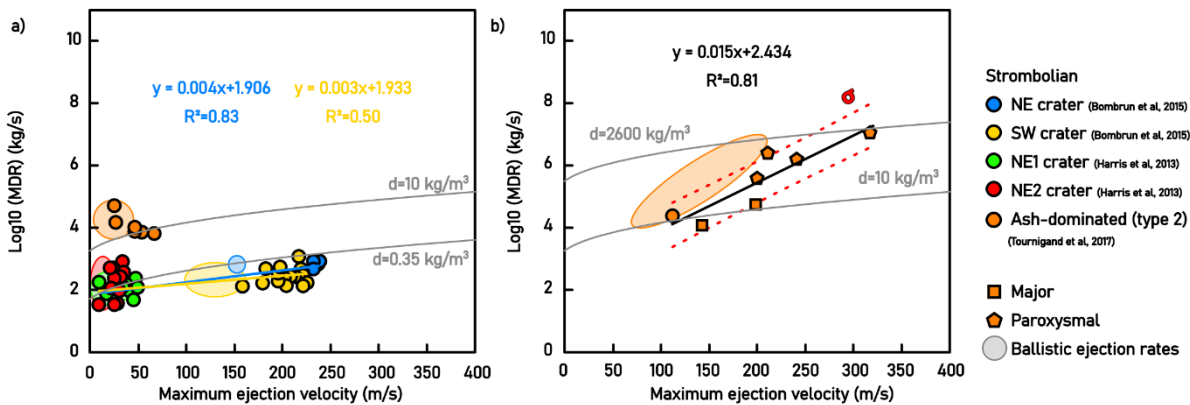 a)
Log10 (MDR) (kg/s)
10
8
6
4
2
0
y = 0.004x+1.906
R²=0.83
y = 0.003x+1.933
R²=0.50
d=10 kg/m³
d=0.35 kg/m³
0 50 100 150 200 250 300 350 400
Maximum ejection velocity (m/s)
b)
Log10 (MDR) (kg/s)
10
8
6
4
2
0
y = 0.015x+2.434
R²=0.81
d=2600 kg/m³
d=10 kg/m³
σ
0 50 100 150 200 250 300 350 400
Maximum ejection velocity (m/s)
Strombolian
NE crater (Bombrun et al, 2015)
SW crater (Bombrun et al, 2015)
NE1 crater (Harris et al, 2013)
NE2 crater (Harris et al, 2013)
Ash-dominated (type 2)
(Tournigand et al, 2017)
Major
Paroxysmal
Ballistic ejection rates